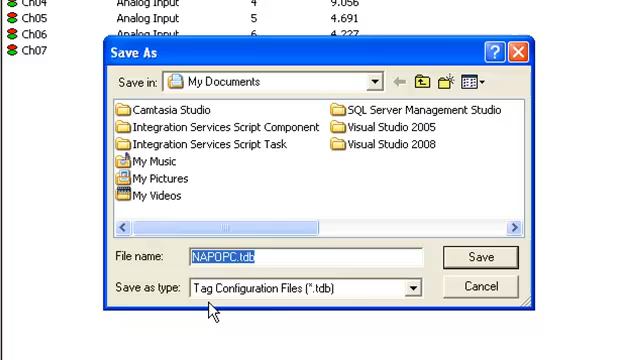 Ch04 Analog Input 4 9.056
Ch05 Analog Input 5 4.691
Ch06 Analog Input 6 4.227
Ch07
Save As
Save in: My Documents
Camtasia Studio
Integration Services Script Component
Integration Services Script Task
My Music
My Pictures
My Videos
SQL Server Management Studio
Visual Studio 2005
Visual Studio 2008
File name: NAPOPC.tdb Save
Save as type: Tag Configuration Files (*.tdb) Cancel